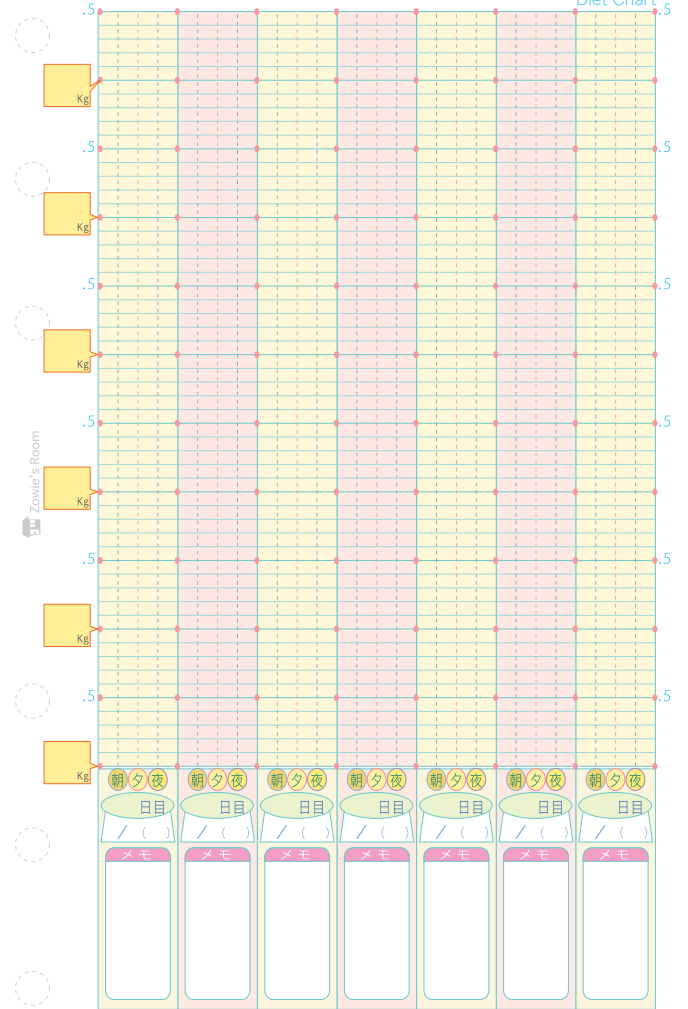 Diet Chart
.5 .5
Kg
.5 .5
Kg
.5 .5
Kg
.5 .5
Kg
.5 .5
Kg
.5 .5
Kg
Zowie's Room
朝 夕 夜 朝 夕 夜 朝 夕 夜 朝 夕 夜 朝 夕 夜 朝 夕 夜 朝 夕 夜
日目 日目 日目 日目 日目 日目 日目
/ ( ) / ( ) / ( ) / ( ) / ( ) / ( ) / ( )
メモ メモ メモ メモ メモ メモ メモ